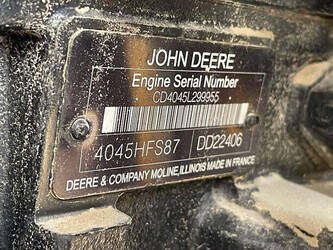 JOHN DEERE
Engine Serial Number
CD4045L299955
4045HFS87 DD22406
DEERE & COMPANY MOLINE, ILLINOIS MADE IN FRANCE